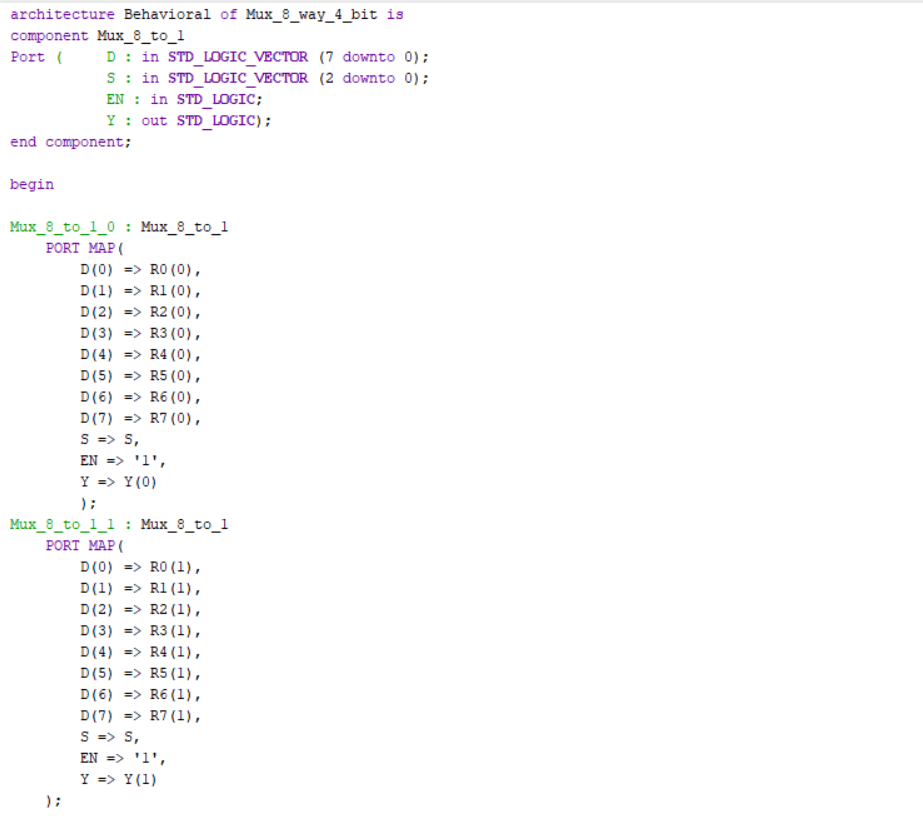 architecture Behavioral of Mux_8_way_4_bit is
component Mux_8_to_1
Port ( D : in STD_LOGIC_VECTOR (7 downto 0);
S : in STD_LOGIC_VECTOR (2 downto 0);
EN : in STD_LOGIC;
Y : out STD_LOGIC);
end component;
begin
Mux_8_to_1_0 : Mux_8_to_1
PORT MAP(
D(0) => R0(0),
D(1) => R1(0),
D(2) => R2(0),
D(3) => R3(0),
D(4) => R4(0),
D(5) => R5(0),
D(6) => R6(0),
D(7) => R7(0),
S => S,
EN => '1',
Y => Y(0)
);
Mux_8_to_1_1 : Mux_8_to_1
PORT MAP(
D(0) => R0(1),
D(1) => R1(1),
D(2) => R2(1),
D(3) => R3(1),
D(4) => R4(1),
D(5) => R5(1),
D(6) => R6(1),
D(7) => R7(1),
S => S,
EN => '1',
Y => Y(1)
);